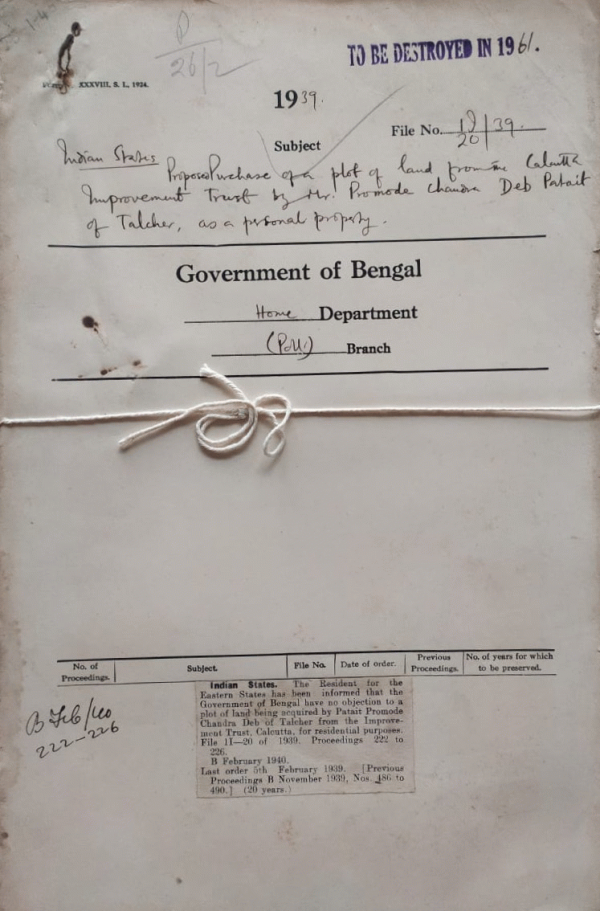 P
26/2
TO BE DESTROYED IN 1961.
XXXVIII, S. I., 1924.
1939.
File No. 20/39.
Subject
Indian States Purchase of a plot of land from the Calcutta
Improvement Trust by Mr. Promode Chandra Deb Patait
of Talcher, as a personal property.
Government of Bengal
Home Department
(Poll.) Branch
No. of Proceedings. Subject. File No. Date of order. Previous Proceedings. No. of years for which to be preserved.
B Feb/40
222-226
Indian States. The Resident for the
Eastern States has been informed that the
Government of Bengal have no objection to a
plot of land being acquired by Patait Promode
Chandra Deb of Talcher from the Improve-
ment Trust, Calcutta, for residential purposes.
File 11—20 of 1939. Proceedings 222 to
226.
B February 1940.
Last order 5th February 1939. [Previous
Proceedings B November 1939, Nos. 486 to
490.] (20 years.)